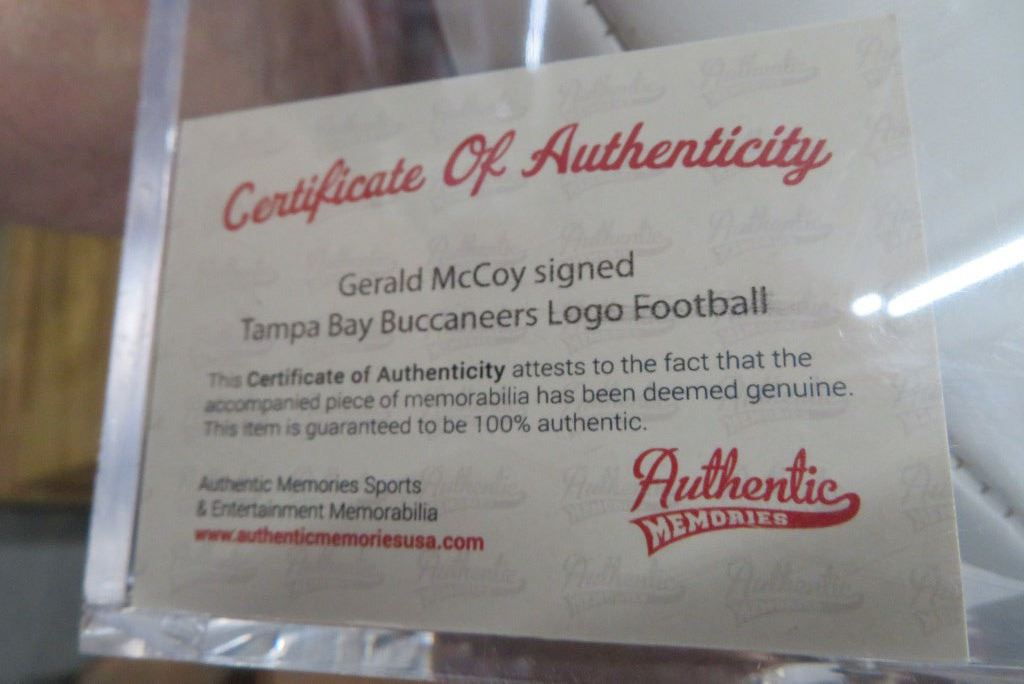 Certificate Of Authenticity
Gerald McCoy signed
Tampa Bay Buccaneers Logo Football
This Certificate of Authenticity attests to the fact that the
accompanied piece of memorabilia has been deemed genuine.
This item is guaranteed to be 100% authentic.
Authentic Memories Sports
& Entertainment Memorabilia
www.authenticmemoriesusa.com
Authentic
MEMORIES